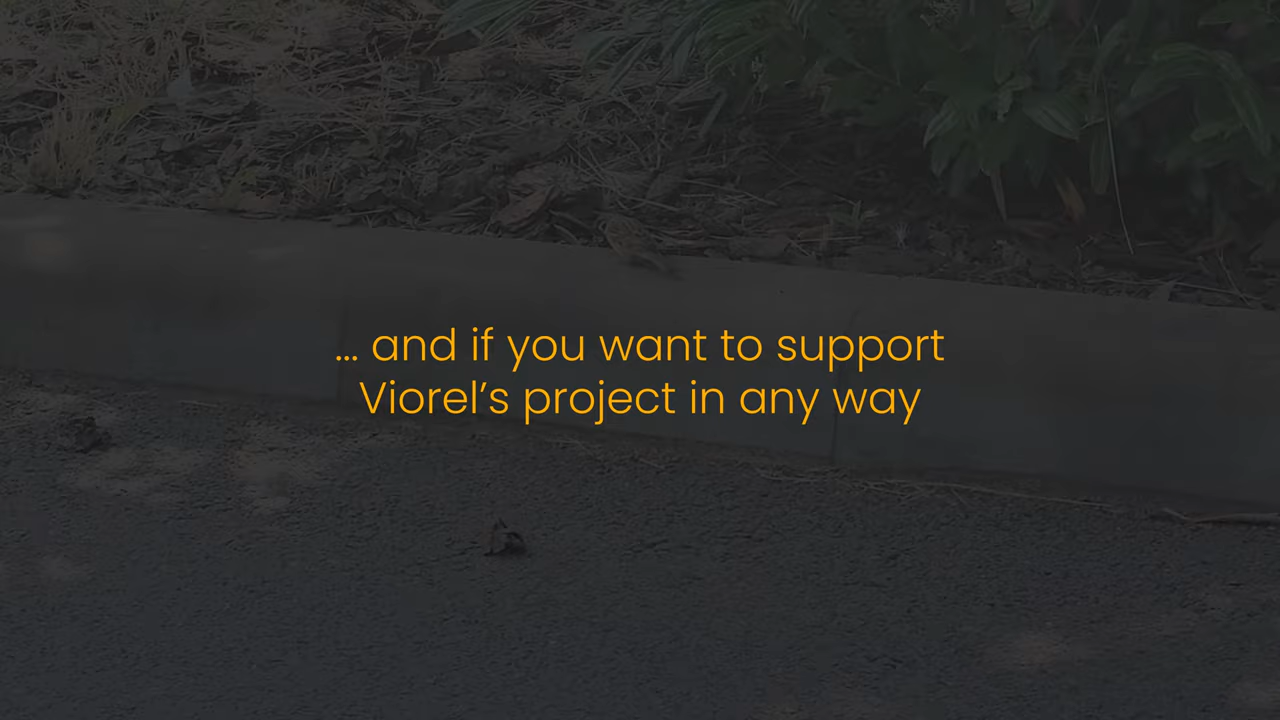 ... and if you want to support
Viorel’s project in any way